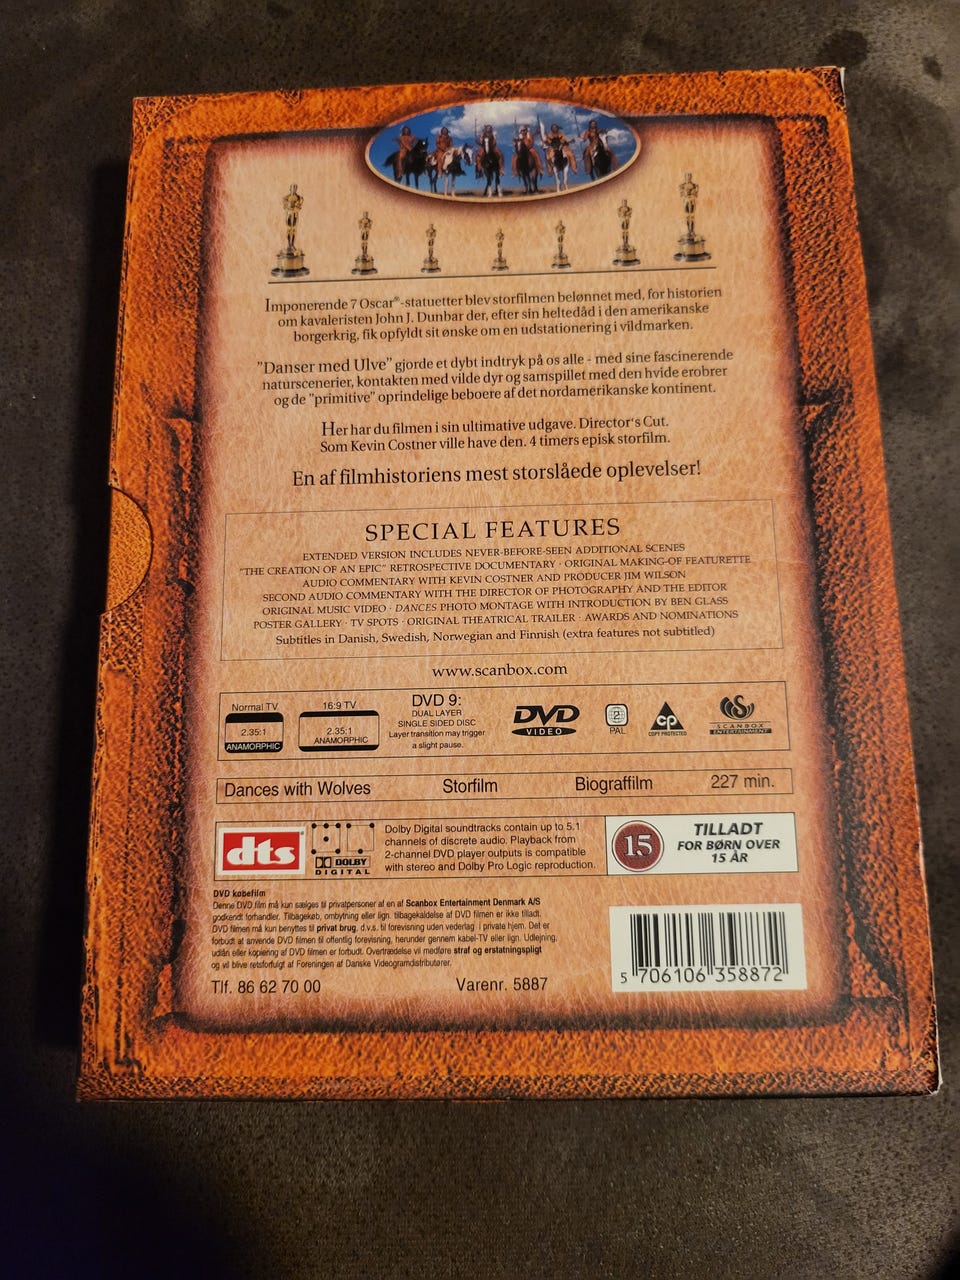 Imponerende 7 Oscar®-statuetter blev storfilmen belønnet med, for historien
om kavaleristen John J. Dunbar der, efter sin heltedåd i den amerikanske
borgerkrig, fik opfyldt sit ønske om en udstationering i vildmarken.
"Danser med Ulve" gjorde et dybt indtryk på os alle - med sine fascinerende
naturscenerier, kontakten med vilde dyr og samspillet med den hvide erobrer
og de "primitive" oprindelige beboere af det nordamerikanske kontinent.
Her har du filmen i sin ultimative udgave. Director's Cut.
Som Kevin Costner ville have den. 4 timers episk storfilm.
En af filmhistoriens mest storslåede oplevelser!
SPECIAL FEATURES
EXTENDED VERSION INCLUDES NEVER-BEFORE-SEEN ADDITIONAL SCENES
"THE CREATION OF AN EPIC" RETROSPECTIVE DOCUMENTARY · ORIGINAL MAKING-OF FEATURETTE
AUDIO COMMENTARY WITH KEVIN COSTNER AND PRODUCER JIM WILSON
SECOND AUDIO COMMENTARY WITH THE DIRECTOR OF PHOTOGRAPHY AND THE EDITOR
ORIGINAL MUSIC VIDEO · DANCES PHOTO MONTAGE WITH INTRODUCTION BY BEN GLASS
POSTER GALLERY · TV SPOTS · ORIGINAL THEATRICAL TRAILER · AWARDS AND NOMINATIONS
Subtitles in Danish, Swedish, Norwegian and Finnish (extra features not subtitled)
www.scanbox.com
Normal TV
2.35:1
ANAMORPHIC
16:9 TV
2.35:1
ANAMORPHIC
DVD 9:
DUAL LAYER
SINGLE SIDED DISC
Layer transition may trigger
a slight pause.
DVD
VIDEO
2
PAL
CP
COPY PROTECTED
SCANBOX
ENTERTAINMENT
Dances with Wolves Storfilm Biograffilm 227 min.
dts
DOLBY
DIGITAL
Dolby Digital soundtracks contain up to 5.1
channels of discrete audio. Playback from
2-channel DVD player outputs is compatible
with stereo and Dolby Pro Logic reproduction.
15
TILLADT
FOR BØRN OVER
15 ÅR
DVD købefilm
Denne DVD film må kun sælges til privatpersoner af en af Scanbox Entertainment Denmark A/S
godkendt forhandler. Tilbagekøb, ombytning eller lign. tilbagekaldelse af DVD filmen er ikke tilladt.
DVD filmen må kun benyttes til privat brug, d.v.s. til forevisning uden vederlag i private hjem. Det er
forbudt at anvende DVD filmen til offentlig forevisning, herunder gennem kabel-TV eller lign. Udlejning,
udlån eller kopiering af DVD filmen er forbudt. Overtrædelse vil medføre straf og erstatningspligt
og vil blive retsforfulgt af Foreningen af Danske Videogramdistributører.
Tlf. 86 62 70 00 Varenr. 5887
5 706106 358872